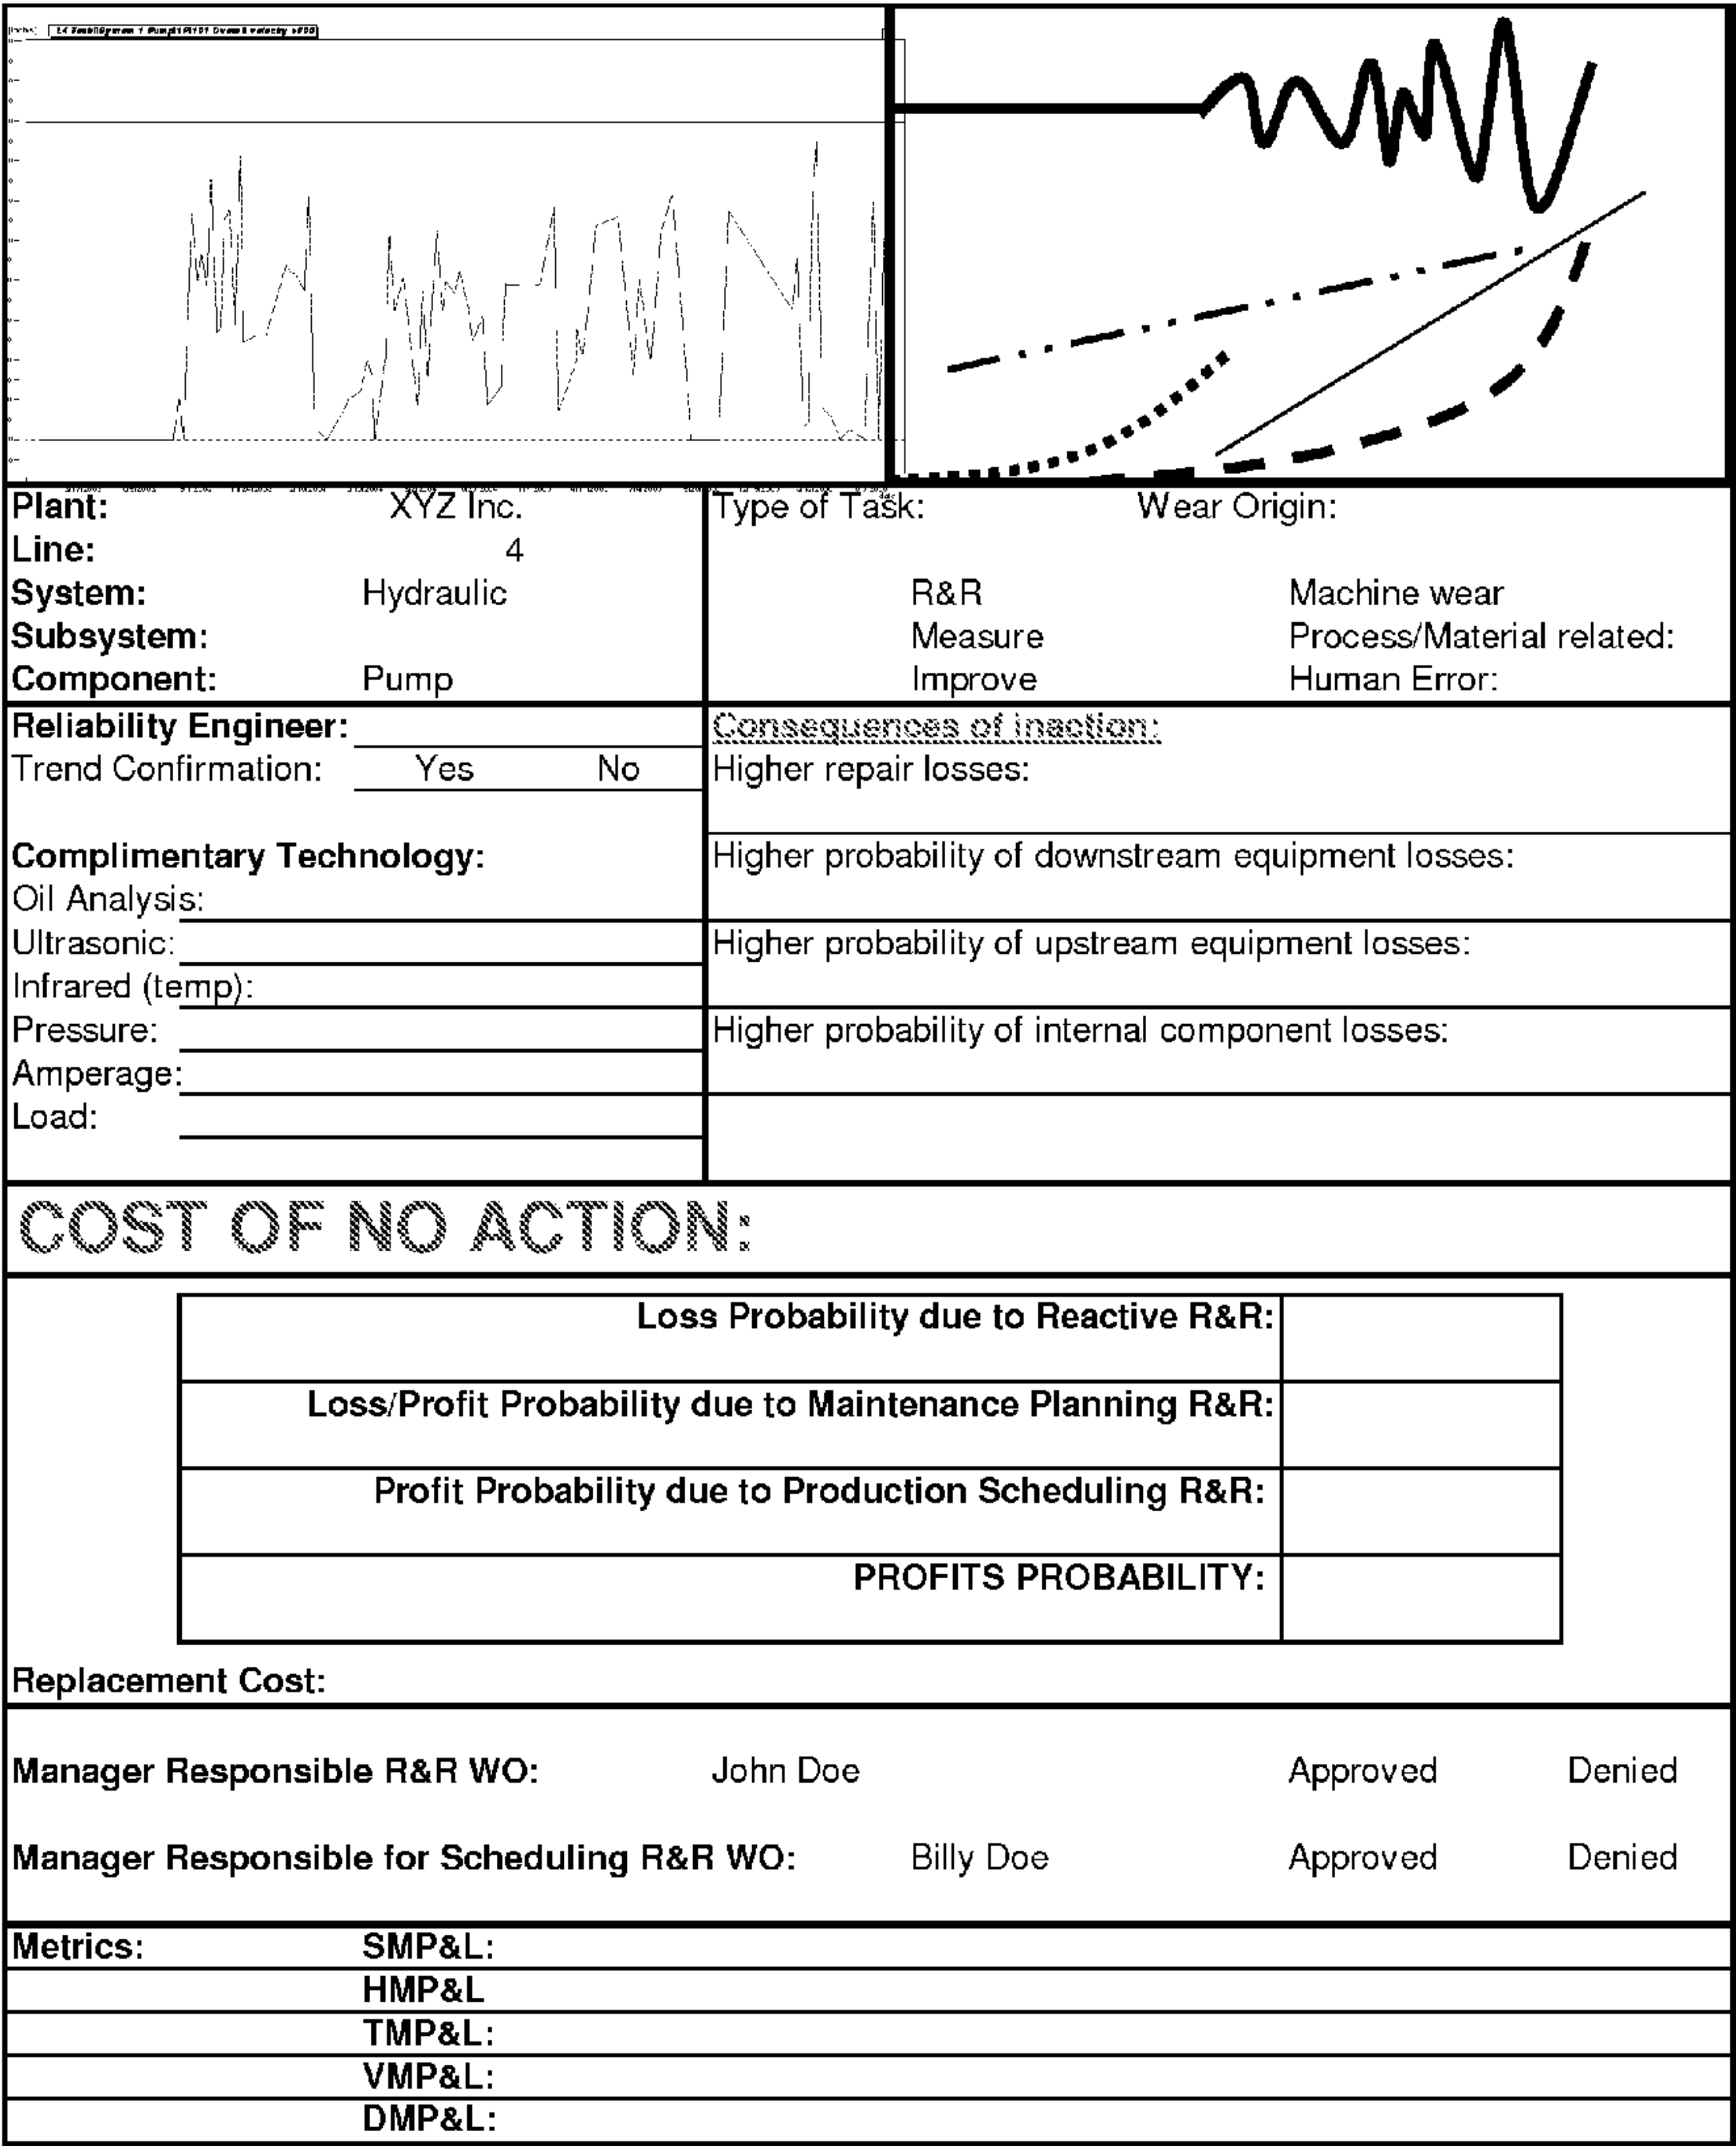 Plant: XYZ Inc. Type of Task: Wear Origin:
Line: 4
System: Hydraulic R&R Machine wear
Subsystem: Measure Process/Material related:
Component: Pump Improve Human Error:
Reliability Engineer: Consequences of inaction:
Trend Confirmation: Yes No Higher repair losses:
Complimentary Technology: Higher probability of downstream equipment losses:
Oil Analysis:
Ultrasonic: Higher probability of upstream equipment losses:
Infrared (temp):
Pressure: Higher probability of internal component losses:
Amperage:
Load:
COST OF NO ACTION:
Loss Probability due to Reactive R&R:
Loss/Profit Probability due to Maintenance Planning R&R:
Profit Probability due to Production Scheduling R&R:
PROFITS PROBABILITY:
Replacement Cost:
Manager Responsible R&R WO: John Doe Approved Denied
Manager Responsible for Scheduling R&R WO: Billy Doe Approved Denied
Metrics: SMP&L:
HMP&L
TMP&L:
VMP&L:
DMP&L: